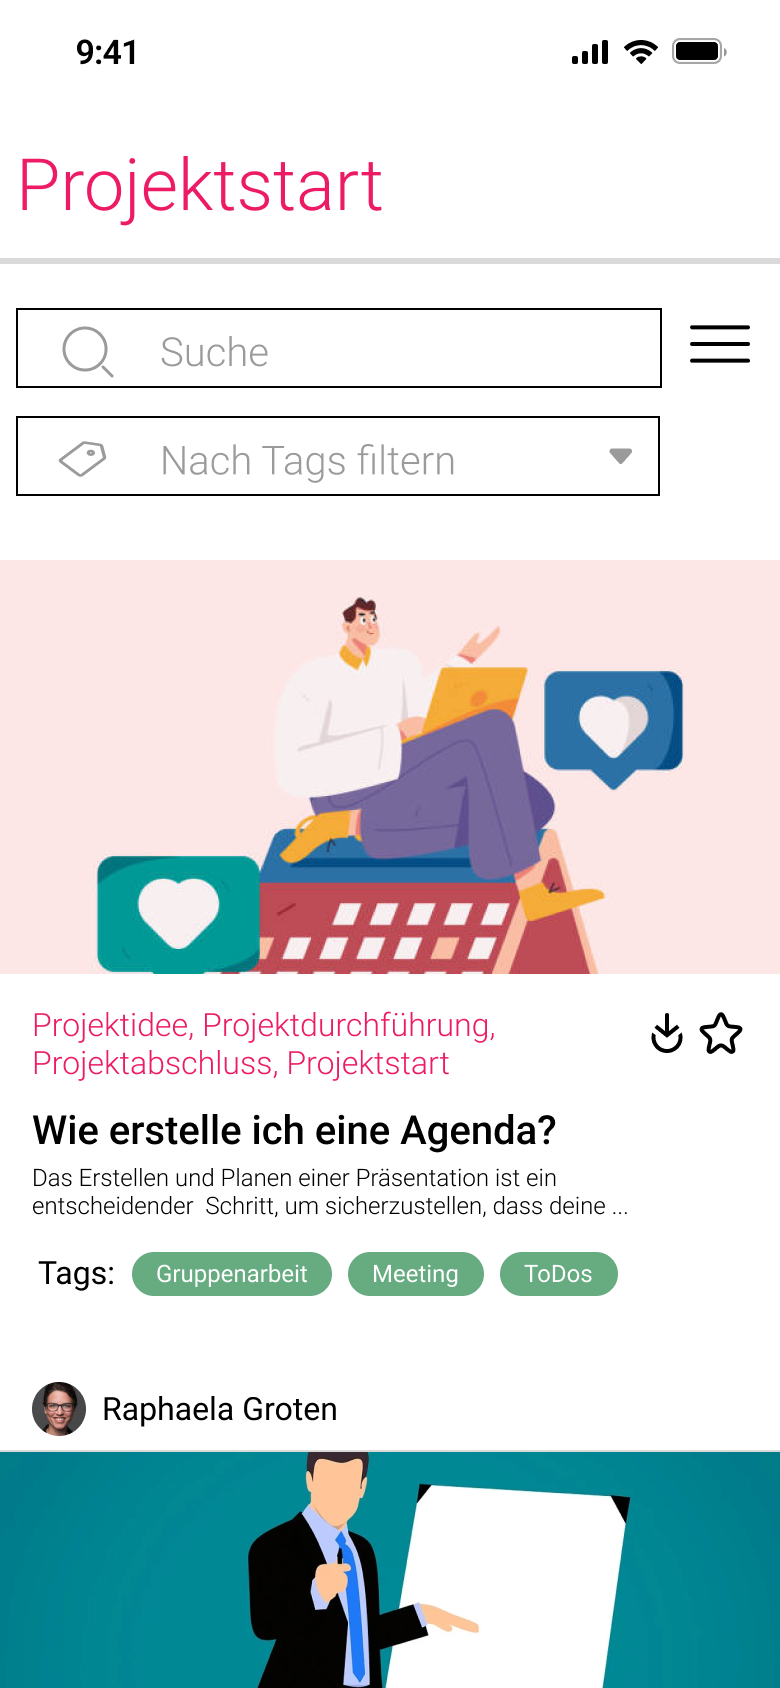 9:41
Projektstart
Suche
Nach Tags filtern
Projektidee, Projektdurchführung,
Projektabschluss, Projektstart
Wie erstelle ich eine Agenda?
Das Erstellen und Planen einer Präsentation ist ein
entscheidender  Schritt, um sicherzustellen, dass deine ...
Tags: Gruppenarbeit Meeting ToDos
Raphaela Groten